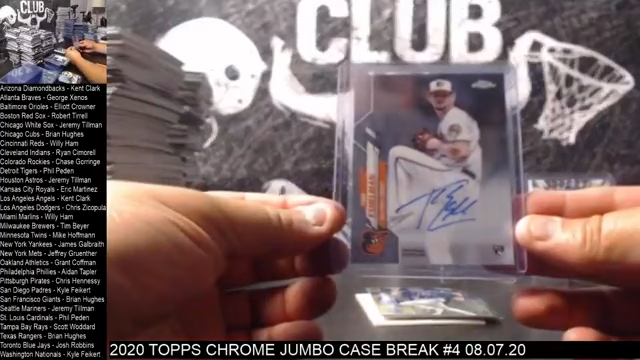 CLUB
CLUB
Arizona Diamondbacks - Kent Clark
Atlanta Braves - George Xenos
Baltimore Orioles - Elliott Crowner
Boston Red Sox - Robert Tirrell
Chicago White Sox - Jeremy Tillman
Chicago Cubs - Brian Hughes
Cincinnati Reds - Willy Ham
Cleveland Indians - Ryan Cimorell
Colorado Rockies - Chase Gorringe
Detroit Tigers - Phil Peden
Houston Astros - Jeremy Tillman
Kansas City Royals - Eric Martinez
Los Angeles Angels - Kent Clark
Los Angeles Dodgers - Chris Zicopula
Miami Marlins - Willy Ham
Milwaukee Brewers - Tim Beyer
Minnesota Twins - Mike Hoffmann
New York Yankees - James Galbraith
New York Mets - Jeffrey Gruenther
Oakland Athletics - Grant Coffman
Philadelphia Phillies - Aidan Tapler
Pittsburgh Pirates - Chris Hennessy
San Diego Padres - Kyle Feikert
San Francisco Giants - Brian Hughes
Seattle Mariners - Jeremy Tillman
St. Louis Cardinals - Phil Peden
Tampa Bay Rays - Scott Woddard
Texas Rangers - Brian Hughes
Toronto Blue Jays - Josh Robbins
Washington Nationals - Kyle Feikert
2020 TOPPS CHROME JUMBO CASE BREAK #4 08.07.20